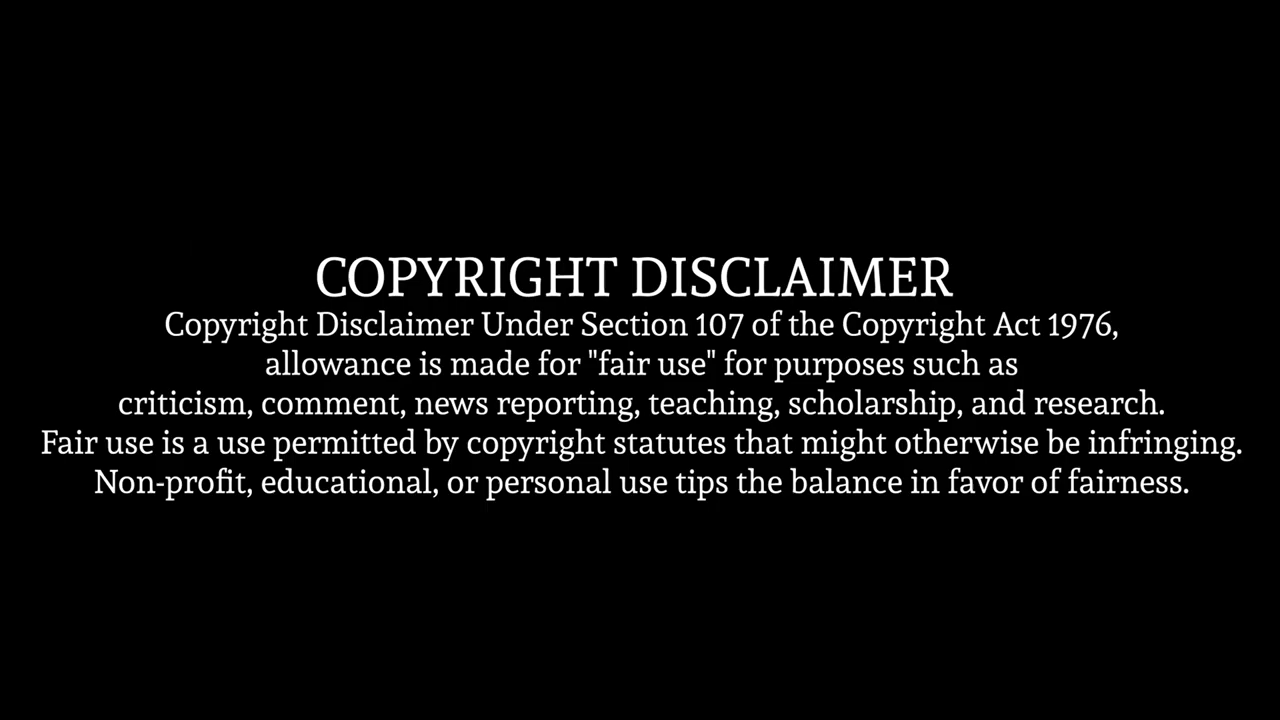 COPYRIGHT DISCLAIMER
Copyright Disclaimer Under Section 107 of the Copyright Act 1976,
allowance is made for "fair use" for purposes such as
criticism, comment, news reporting, teaching, scholarship, and research.
Fair use is a use permitted by copyright statutes that might otherwise be infringing.
Non-profit, educational, or personal use tips the balance in favor of fairness.